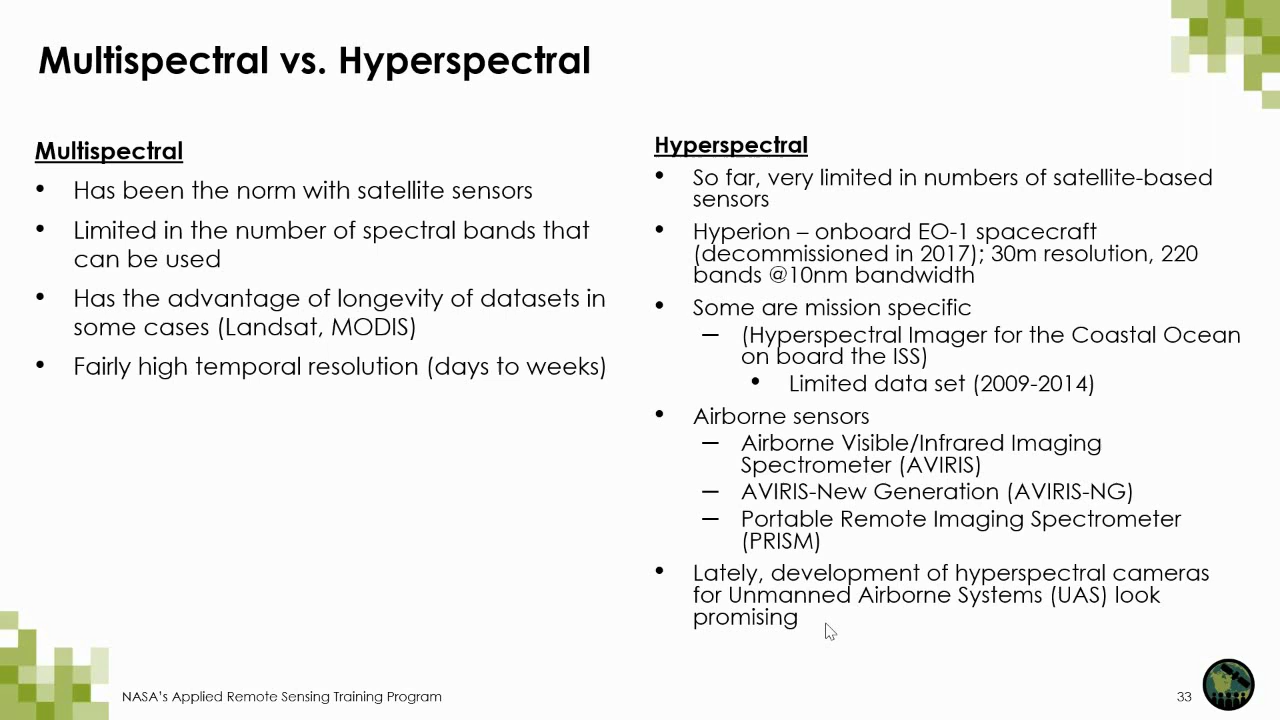 Multispectral vs. Hyperspectral
Multispectral
• Has been the norm with satellite sensors
• Limited in the number of spectral bands that
can be used
• Has the advantage of longevity of datasets in
some cases (Landsat, MODIS)
• Fairly high temporal resolution (days to weeks)
Hyperspectral
• So far, very limited in numbers of satellite-based
sensors
• Hyperion – onboard EO-1 spacecraft
(decommissioned in 2017); 30m resolution, 220
bands @10nm bandwidth
• Some are mission specific
– (Hyperspectral Imager for the Coastal Ocean
on board the ISS)
• Limited data set (2009-2014)
• Airborne sensors
– Airborne Visible/Infrared Imaging
Spectrometer (AVIRIS)
– AVIRIS-New Generation (AVIRIS-NG)
– Portable Remote Imaging Spectrometer
(PRISM)
• Lately, development of hyperspectral cameras
for Unmanned Airborne Systems (UAS) look
promising
NASA's Applied Remote Sensing Training Program
33